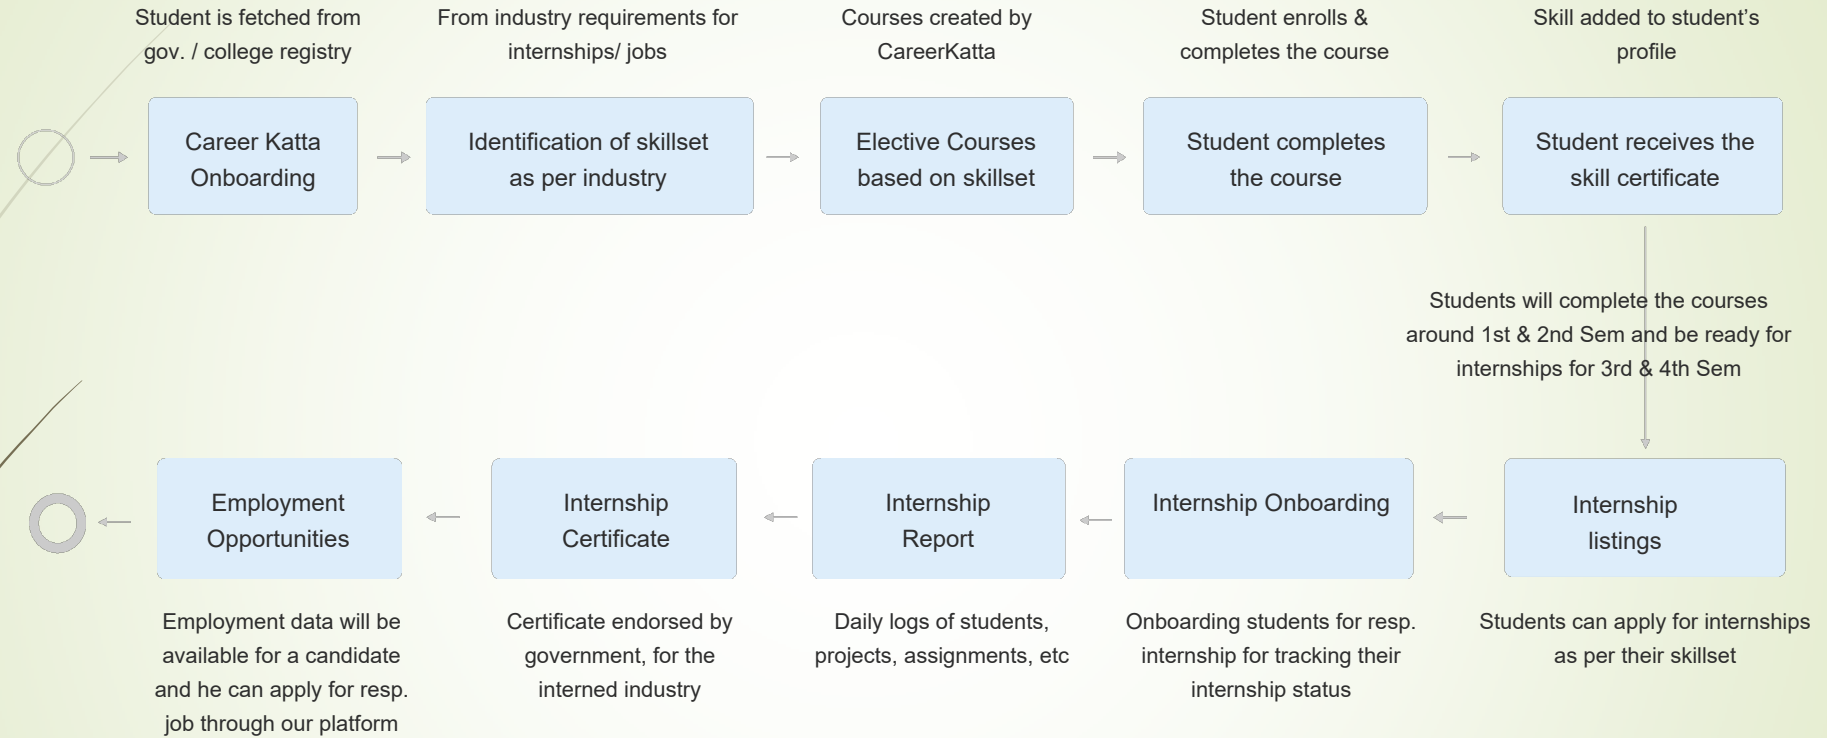 Student is fetched from
gov. / college registry
From industry requirements for
internships/ jobs
Courses created by
CareerKatta
Student enrolls &
completes the course
Skill added to student’s
profile
Career Katta
Onboarding
Identification of skillset
as per industry
Elective Courses
based on skillset
Student completes
the course
Student receives the
skill certificate
Students will complete the courses
around 1st & 2nd Sem and be ready for
internships for 3rd & 4th Sem
Internship
listings
Internship Onboarding
Internship
Report
Internship
Certificate
Employment
Opportunities
Students can apply for internships
as per their skillset
Onboarding students for resp.
internship for tracking their
internship status
Daily logs of students,
projects, assignments, etc
Certificate endorsed by
government, for the
interned industry
Employment data will be
available for a candidate
and he can apply for resp.
job through our platform